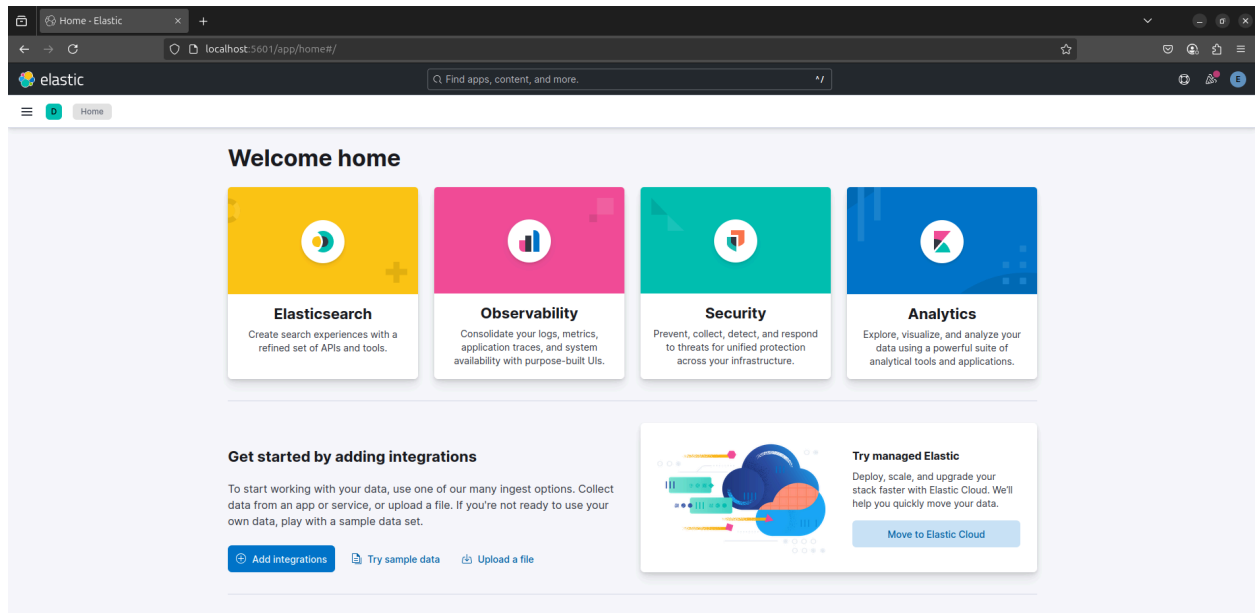 Home - Elastic
localhost:5601/app/home#/
elastic
Find apps, content, and more.
^/
E
D
Home
Welcome home
Elasticsearch
Create search experiences with a
refined set of APIs and tools.
Observability
Consolidate your logs, metrics,
application traces, and system
availability with purpose-built UIs.
Security
Prevent, collect, detect, and respond
to threats for unified protection
across your infrastructure.
Analytics
Explore, visualize, and analyze your
data using a powerful suite of
analytical tools and applications.
Get started by adding integrations
To start working with your data, use one of our many ingest options. Collect
data from an app or service, or upload a file. If you're not ready to use your
own data, play with a sample data set.
Add integrations
Try sample data
Upload a file
Try managed Elastic
Deploy, scale, and upgrade your
stack faster with Elastic Cloud. We'll
help you quickly move your data.
Move to Elastic Cloud